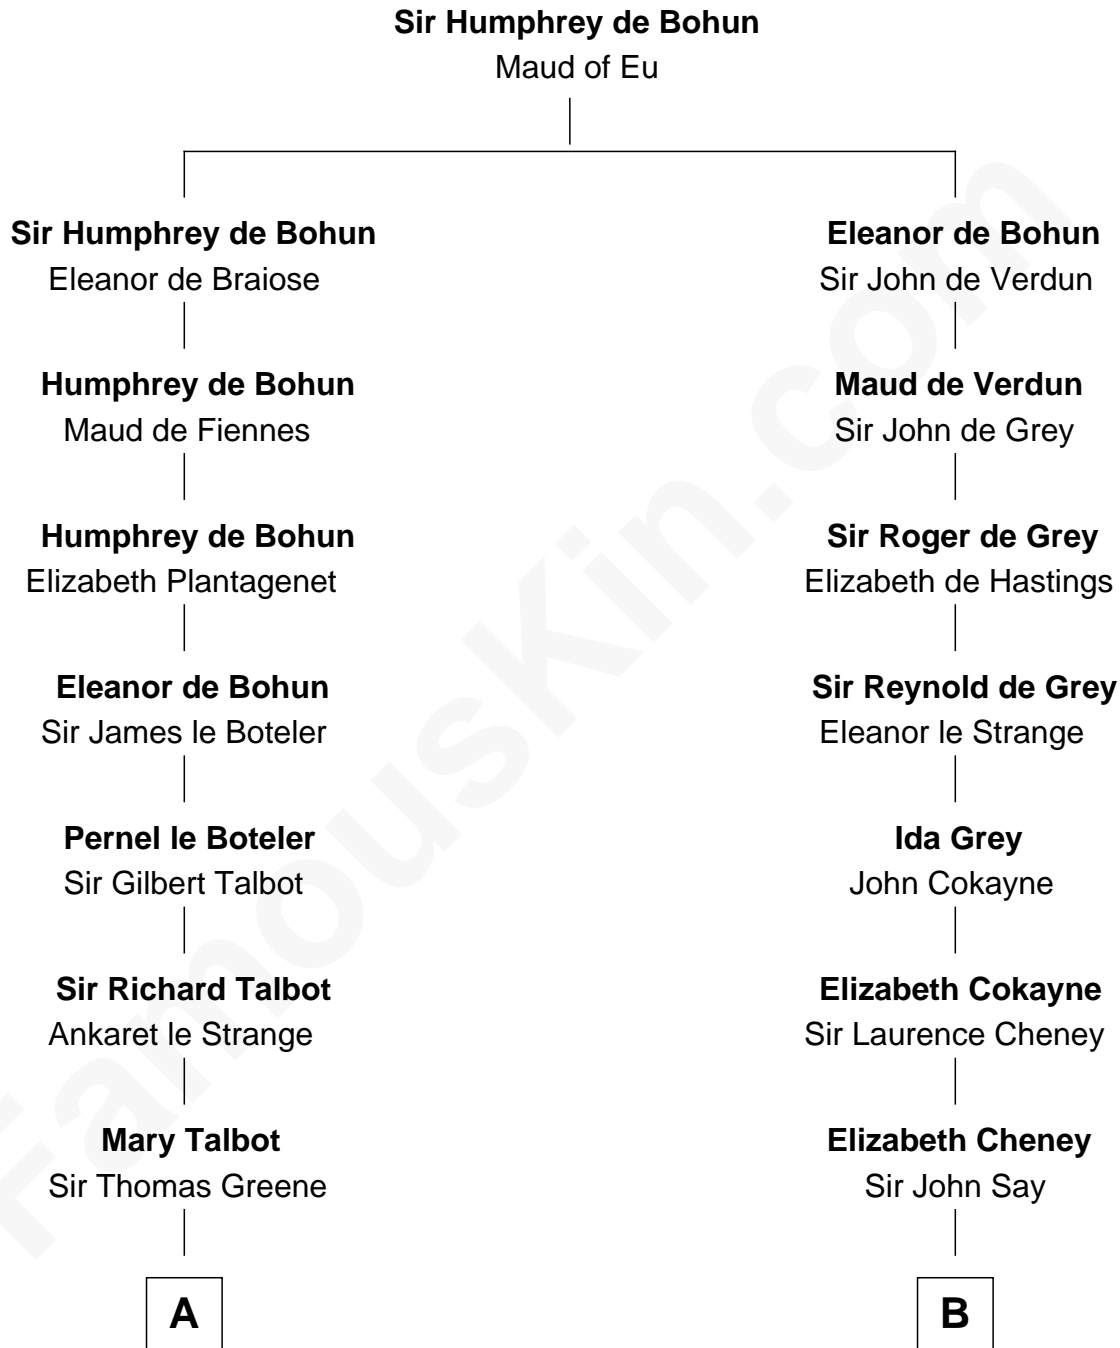 Sir Humphrey de Bohun
Maud of Eu
Sir Humphrey de Bohun
Eleanor de Braiose
Humphrey de Bohun
Maud de Fiennes
Humphrey de Bohun
Elizabeth Plantagenet
Eleanor de Bohun
Sir James le Boteler
Pernel le Boteler
Sir Gilbert Talbot
Sir Richard Talbot
Ankaret le Strange
Mary Talbot
Sir Thomas Greene
A
Eleanor de Bohun
Sir John de Verdun
Maud de Verdun
Sir John de Grey
Sir Roger de Grey
Elizabeth de Hastings
Sir Reynold de Grey
Eleanor le Strange
Ida Grey
John Cokayne
Elizabeth Cokayne
Sir Laurence Cheney
Elizabeth Cheney
Sir John Say
B
FamousKin.com